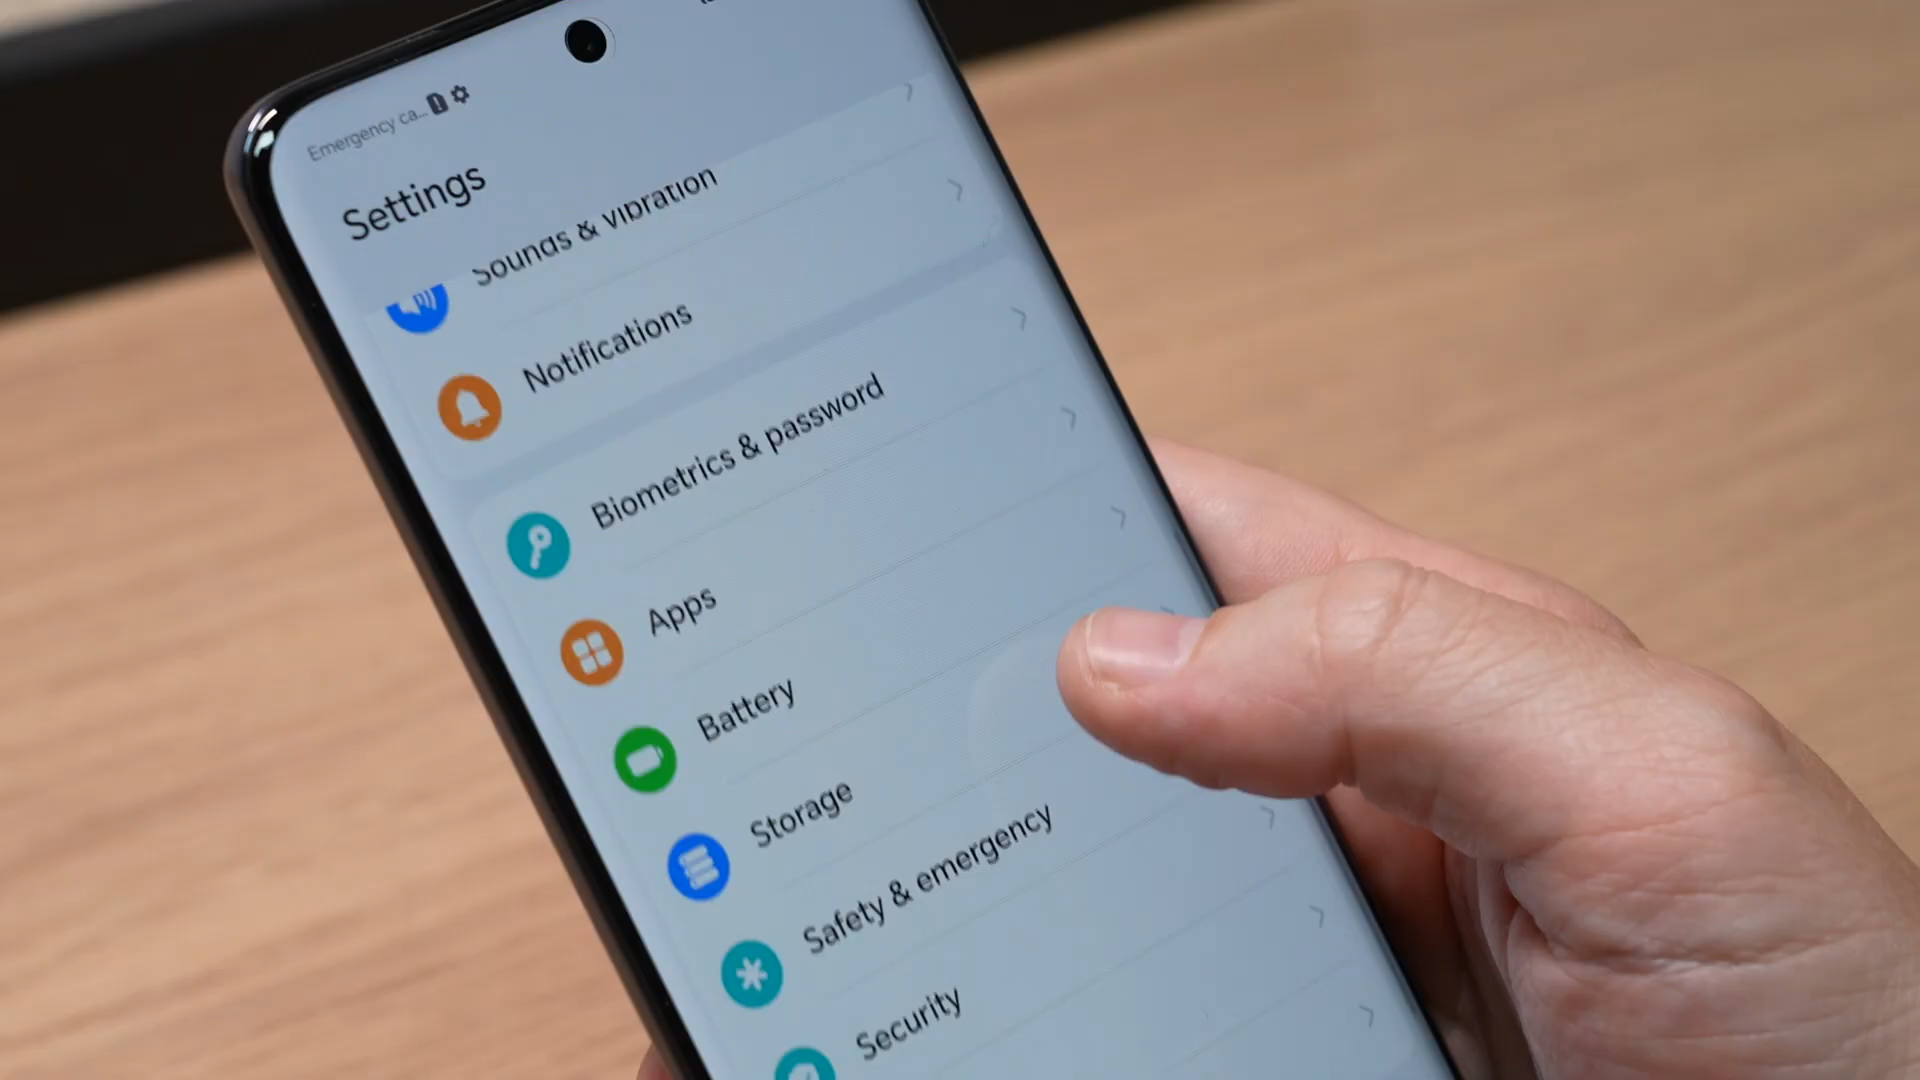 Emergency ca...
Settings
Sounds & vibration
Notifications
Biometrics & password
Apps
Battery
Storage
Safety & emergency
Security